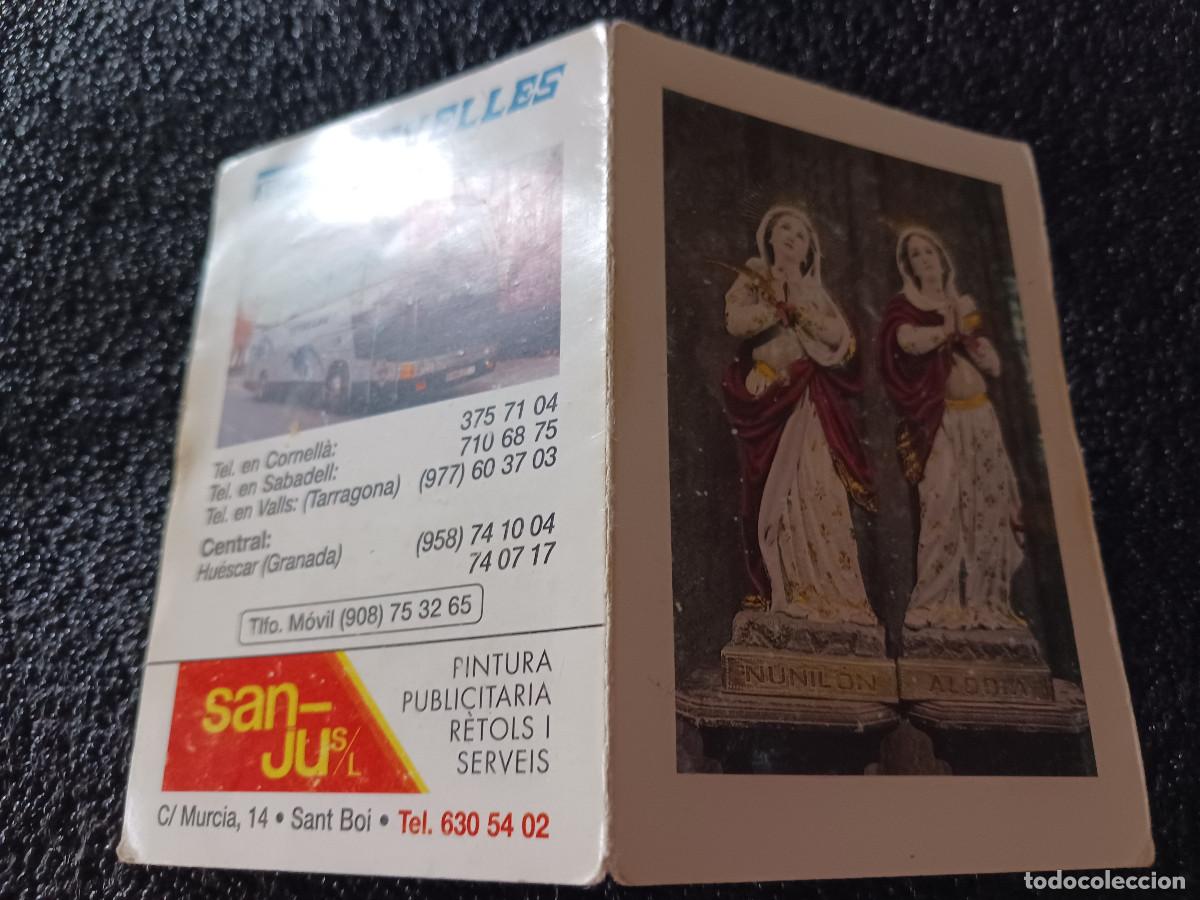 375 71 04
Tel. en Cornellà:
710 68 75
Tel. en Sabadell:
(977) 60 37 03
Tel. en Valls: (Tarragona)
Central:
(958) 74 10 04
Huéscar (Granada)
74 07 17
Tlfo. Móvil (908) 75 32 65
san-
JU S/L
PINTURA
PUBLICITARIA
RÈTOLS I
SERVEIS
C/ Murcia, 14 • Sant Boi • Tel. 630 54 02
NUNILON
ALODIA
todocoleccion